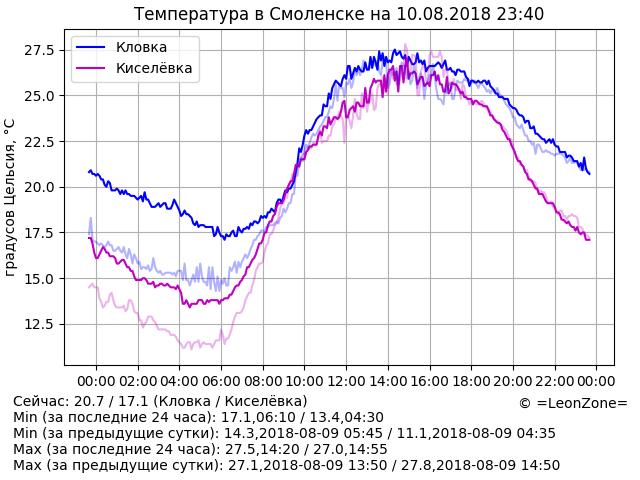 Температура в Смоленске на 10.08.2018 23:40
градусов Цельсия, °C
27.5
25.0
22.5
20.0
17.5
15.0
12.5
Кловка
Киселёвка
00:00 02:00 04:00 06:00 08:00 10:00 12:00 14:00 16:00 18:00 20:00 22:00 00:00
Сейчас: 20.7 / 17.1 (Кловка / Киселёвка)
© =LeonZone=
Min (за последние 24 часа): 17.1,06:10 / 13.4,04:30
Min (за предыдущие сутки): 14.3,2018-08-09 05:45 / 11.1,2018-08-09 04:35
Max (за последние 24 часа): 27.5,14:20 / 27.0,14:55
Max (за предыдущие сутки): 27.1,2018-08-09 13:50 / 27.8,2018-08-09 14:50